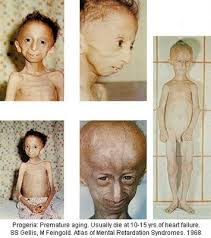 Progeria: Premature aging. Usually die at 10-15 yrs.of heart failure.
SS Gellis, M Feingold. Atlas of Mental Retardation Syndromes. 1968.